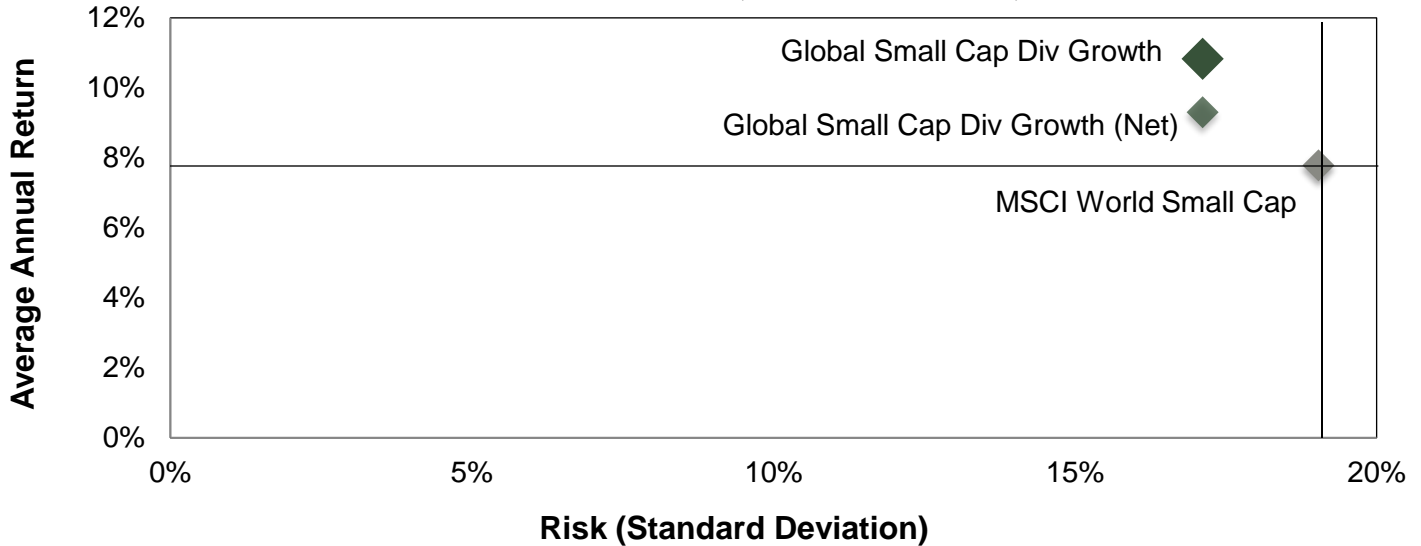 12%
10%
8%
6%
4%
2%
0%
Average Annual Return
Global Small Cap Div Growth
Global Small Cap Div Growth (Net)
MSCI World Small Cap
0%
5%
10%
15%
20%
Risk (Standard Deviation)